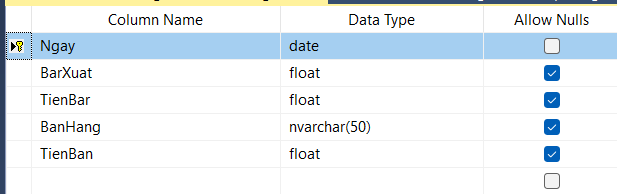 Column Name Data Type Allow Nulls
Ngay date
BarXuat float
TienBar float
BanHang nvarchar(50)
TienBan float